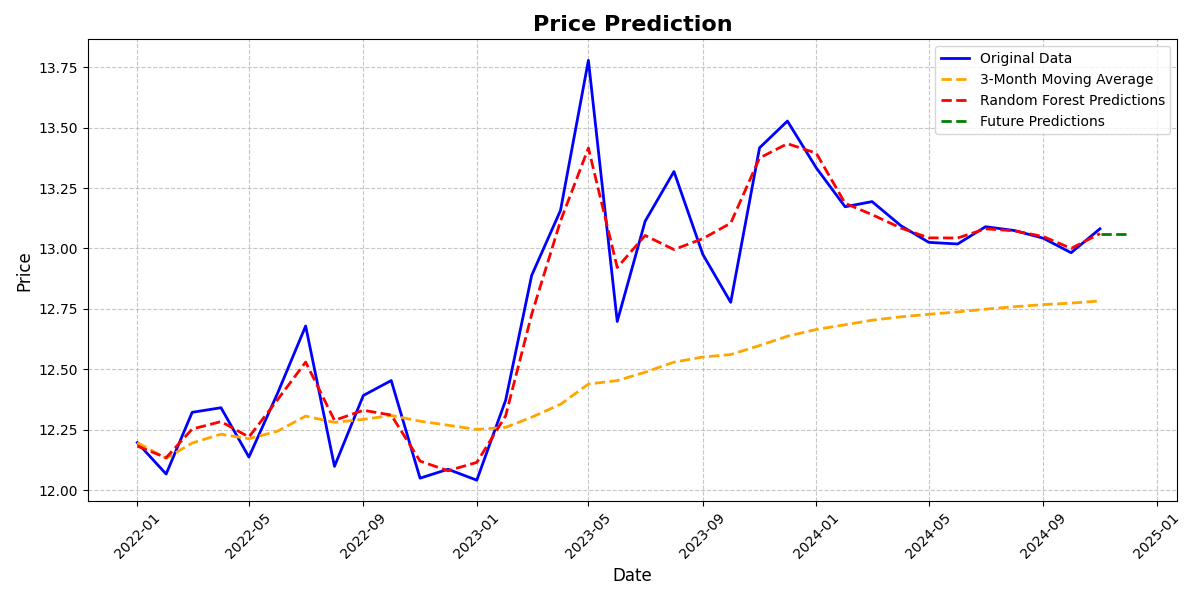 Price Prediction
Original Data
3-Month Moving Average
Random Forest Predictions
Future Predictions
13.75
13.50
13.25
13.00
12.75
12.50
12.25
12.00
Price
2022-01
2022-05
2022-09
2023-01
2023-05
2023-09
2024-01
2024-05
2024-09
2025-01
Date